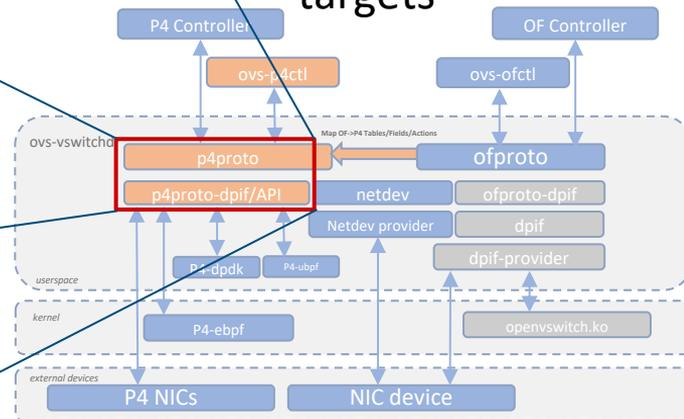 targets
P4 Controller
OF Controller
ovs-p4ctl
ovs-ofctl
ovs-vswitchd
Map OF->P4 Tables/Fields/Actions
p4proto
ofproto
p4proto-dpif/API
netdev
ofproto-dpif
Netdev provider
dpif
dpif-provider
P4-dpdk
P4-ubpf
userspace
kernel
P4-ebpf
openvswitch.ko
external devices
P4 NICs
NIC device